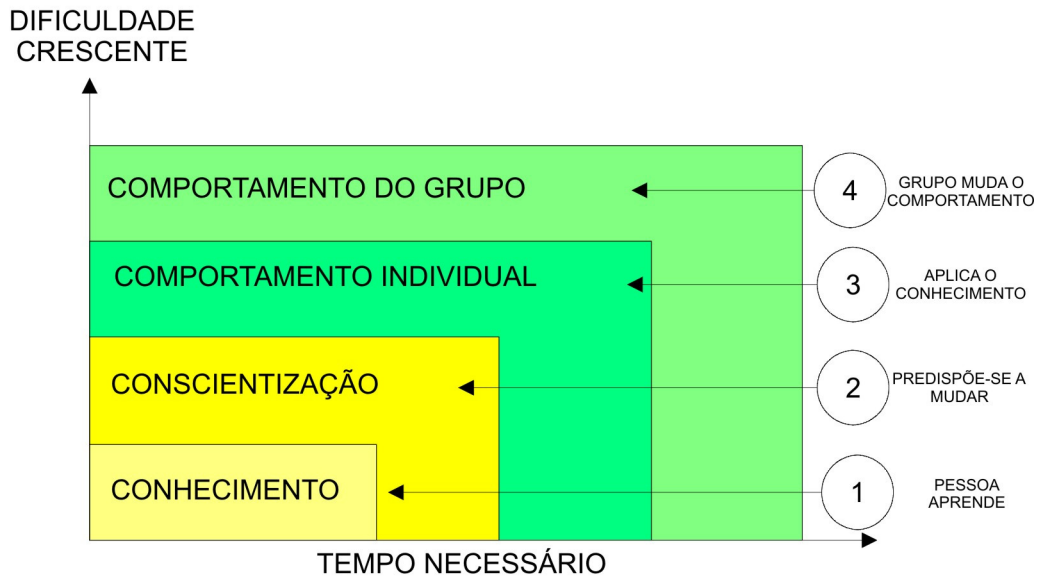 DIFICULDADE
CRESCENTE
COMPORTAMENTO DO GRUPO
4
GRUPO MUDA O
COMPORTAMENTO
COMPORTAMENTO INDIVIDUAL
3
APLICA O
CONHECIMENTO
CONSCIENTIZAÇÃO
2
PREDISPÕE-SE A
MUDAR
CONHECIMENTO
1
PESSOA
APRENDE
TEMPO NECESSÁRIO